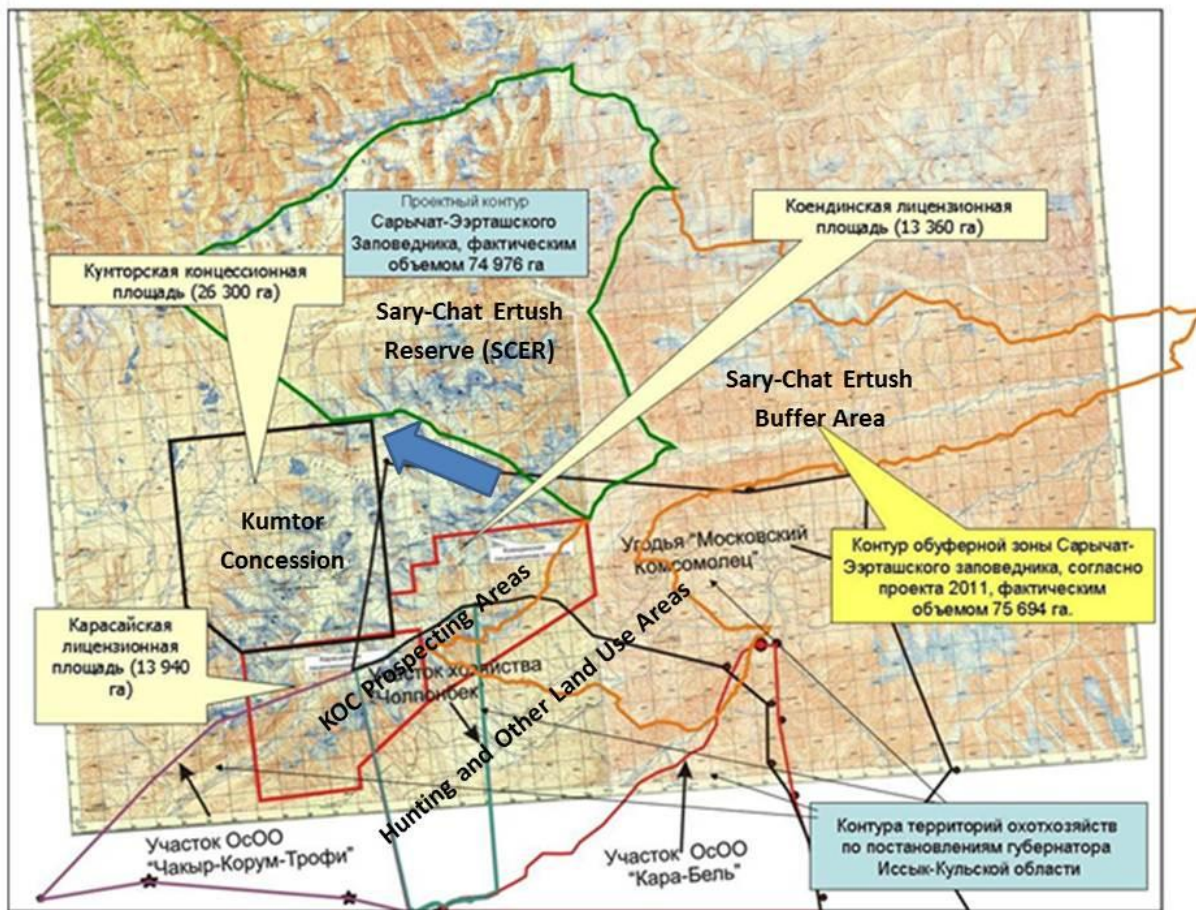 Проектный контур
Сарычат-Ээрташского
Заповедника, фактическим
объемом 74 976 га
Коендинская лицензионная
площадь (13 360 га)
Кумторская концессионная
площадь (26 300 га)
Sary-Chat Ertush
Reserve (SCER)
Sary-Chat Ertush
Buffer Area
Kumtor
Concession
Угодья "Московский
Комсомолец"
Контур обуферной зоны Сарычат-
Ээрташского заповедника, согласно
проекта 2011, фактическим
объемом 75 694 га.
Карасайская
лицензионная
площадь (13 940
га)
KOC Prospecting Areas
Участок хозяйства
"Чолпонбек"
Hunting and Other Land Use Areas
Участок ОсОО
"Чакыр-Корум-Трофи"
Участок ОсОО
"Кара-Бель"
Контура территорий охотхозяйств
по постановлениям губернатора
Иссык-Кульской области